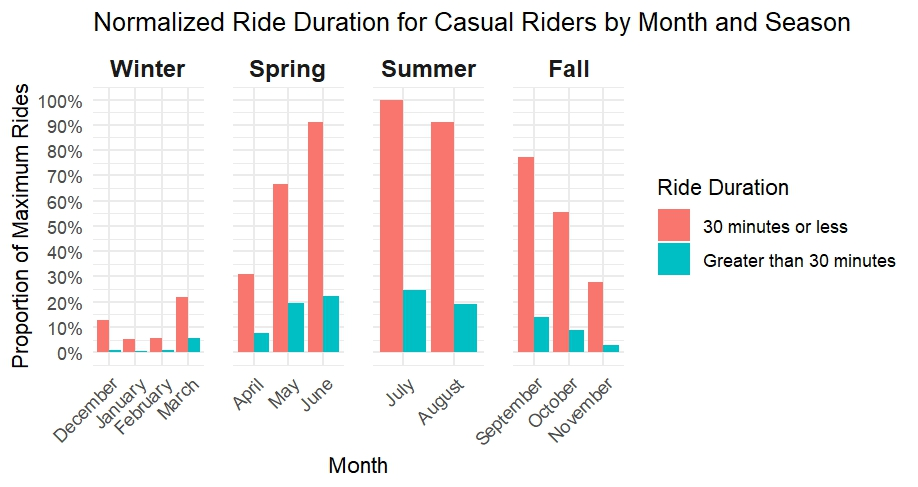 Normalized Ride Duration for Casual Riders by Month and Season
Winter
Spring
Summer
Fall
Proportion of Maximum Rides
100%
90%
80%
70%
60%
50%
40%
30%
20%
10%
0%
December
January
February
March
April
May
June
July
August
September
October
November
Month
Ride Duration
30 minutes or less
Greater than 30 minutes